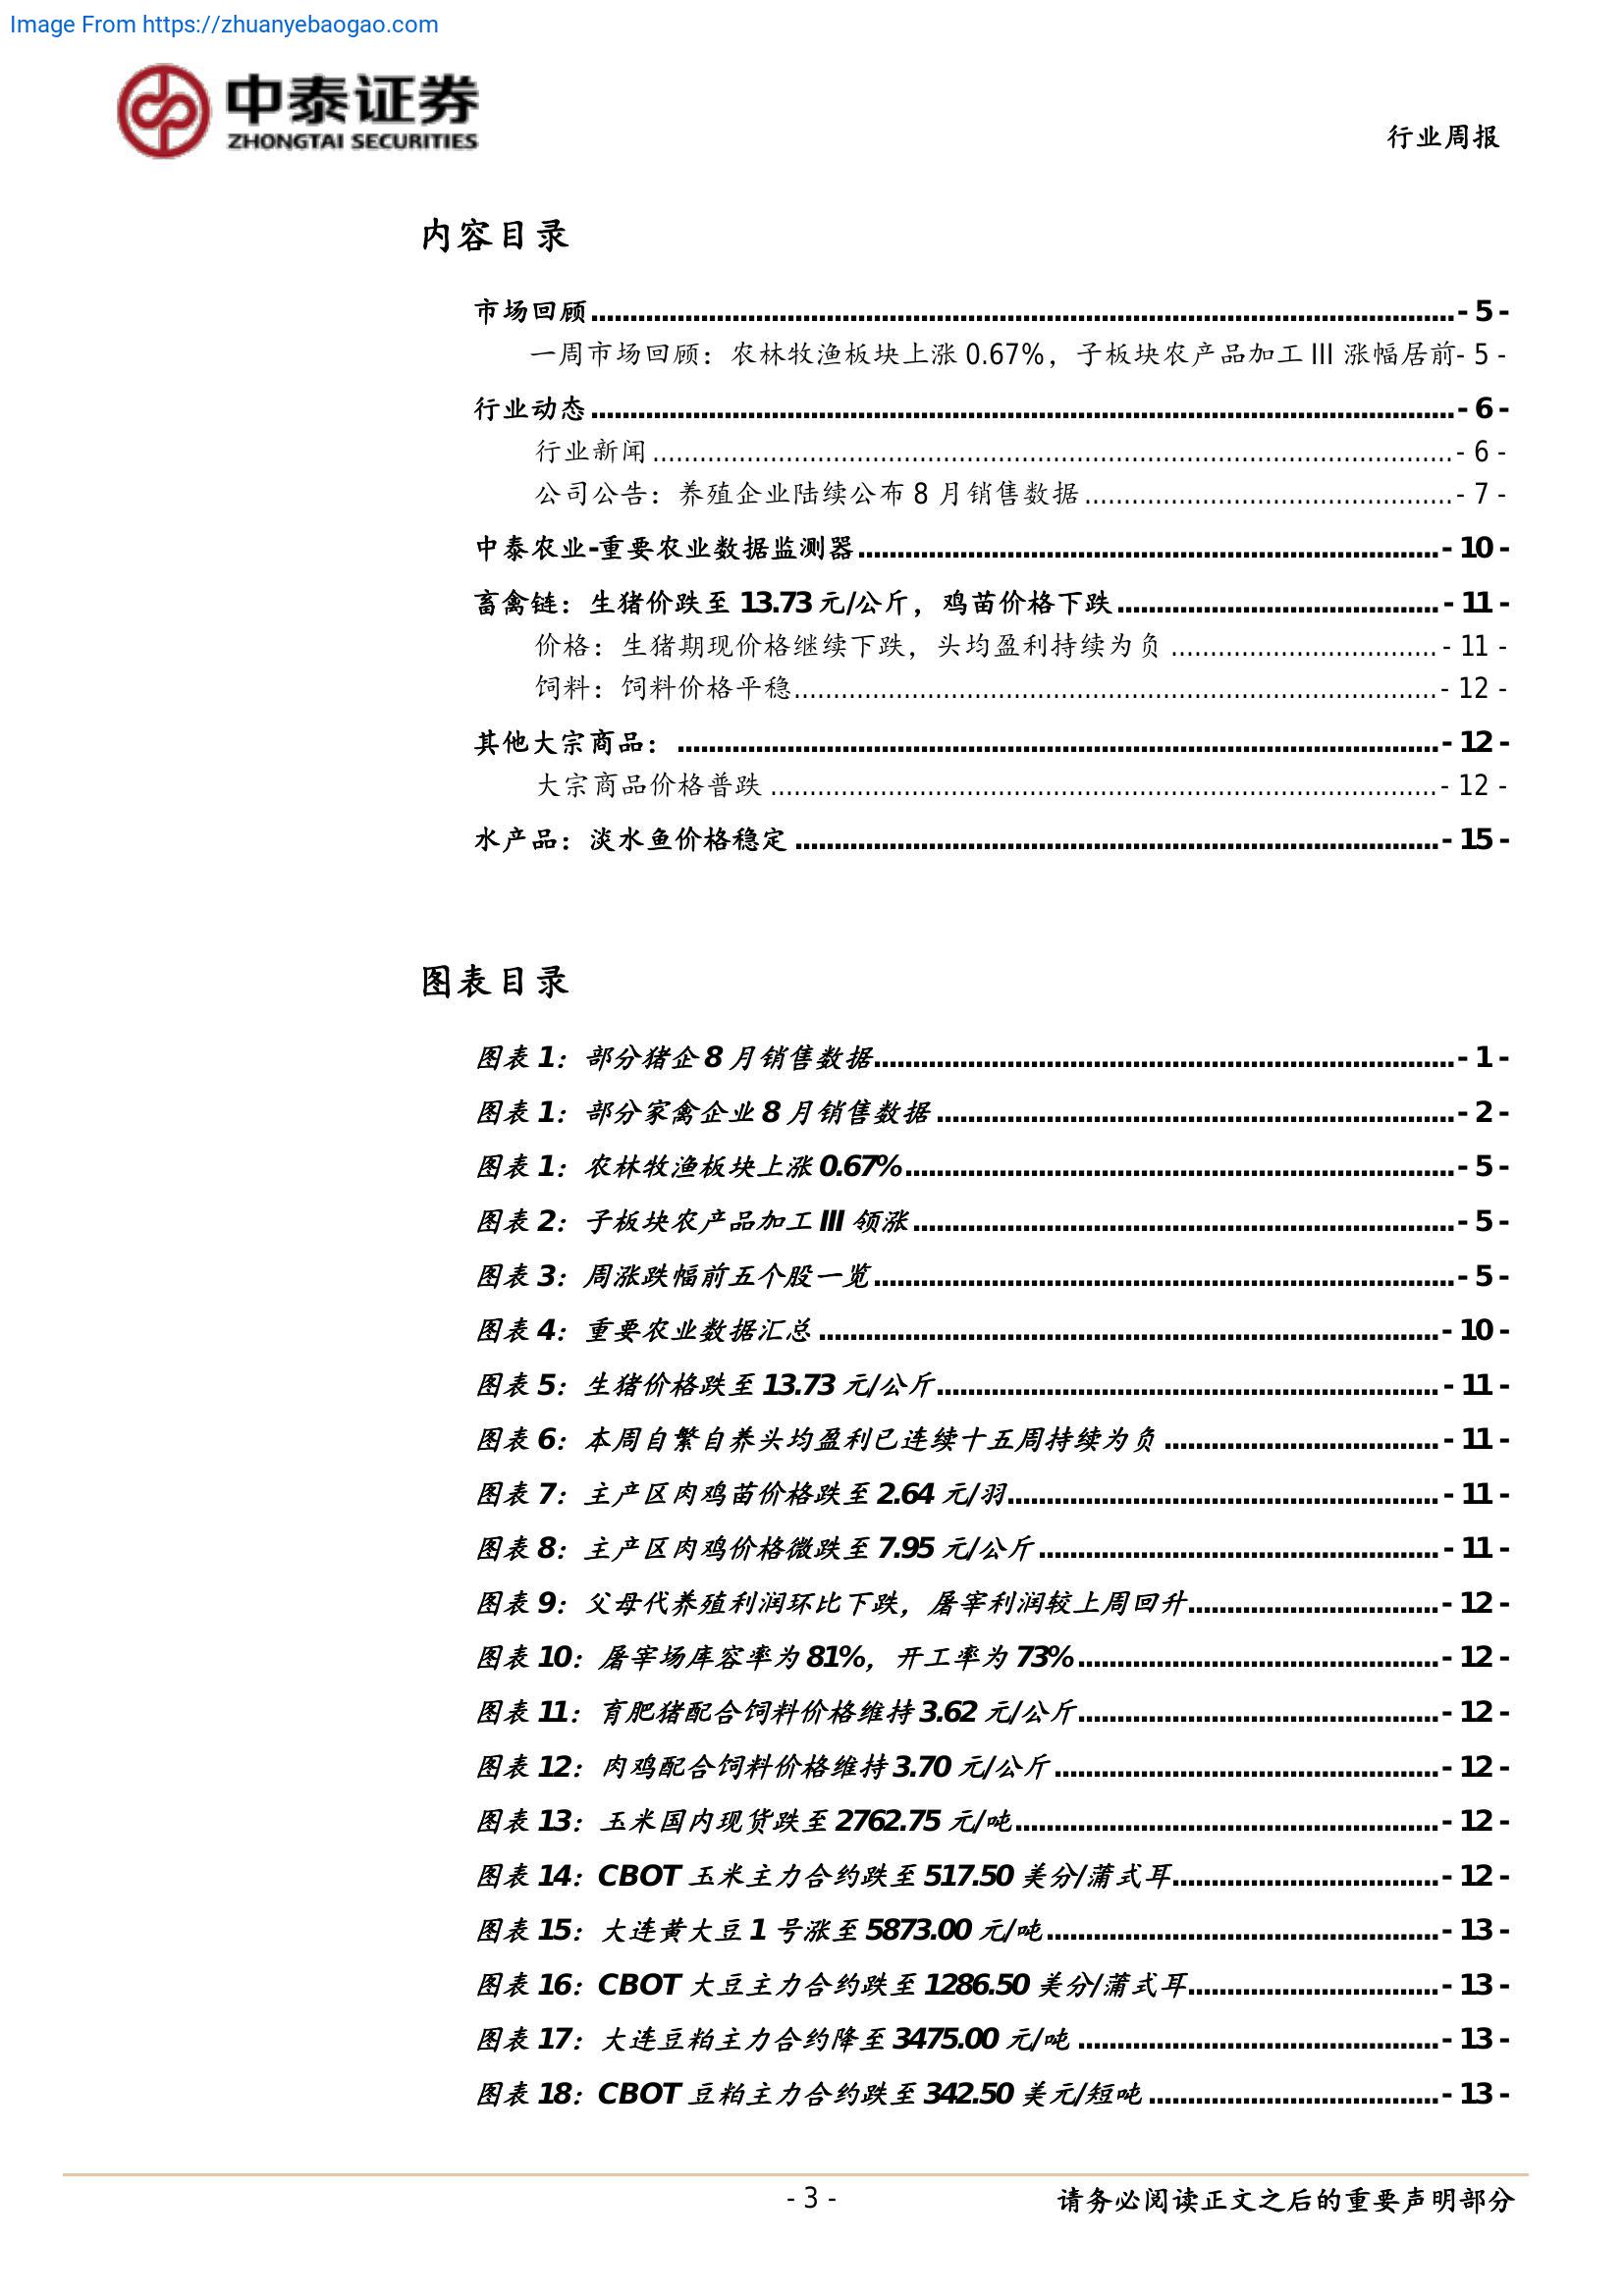 Image From https://zhuanyebaogao.com
中泰证券
ZHONGTAI SECURITIES
行业周报
内容目录
市场回顾........................................- 5 -
一周市场回顾：农林牧渔板块上涨 0.67%，子板块农产品加工 III 涨幅居前- 5 -
行业动态........................................- 6 -
行业新闻........................................- 6 -
公司公告：养殖企业陆续公布 8 月销售数据........................................- 7 -
中泰农业-重要农业数据监测器........................................- 10 -
畜禽链：生猪价跌至 13.73 元/公斤，鸡苗价格下跌........................................- 11 -
价格：生猪期现价格继续下跌，头均盈利持续为负........................................- 11 -
饲料：饲料价格平稳........................................- 12 -
其他大宗商品：........................................- 12 -
大宗商品价格普跌........................................- 12 -
水产品：淡水鱼价格稳定........................................- 15 -
图表目录
图表 1：部分猪企 8 月销售数据........................................- 1 -
图表 1：部分家禽企业 8 月销售数据........................................- 2 -
图表 1：农林牧渔板块上涨 0.67%........................................- 5 -
图表 2：子板块农产品加工 III 领涨........................................- 5 -
图表 3：周涨跌幅前五个股一览........................................- 5 -
图表 4：重要农业数据汇总........................................- 10 -
图表 5：生猪价格跌至 13.73 元/公斤........................................- 11 -
图表 6：本周自繁自养头均盈利已连续十五周持续为负........................................- 11 -
图表 7：主产区肉鸡苗价格跌至 2.64 元/羽........................................- 11 -
图表 8：主产区肉鸡价格微跌至 7.95 元/公斤........................................- 11 -
图表 9：父母代养殖利润环比下跌，屠宰利润较上周回升........................................- 12 -
图表 10：屠宰场库容率为 81%，开工率为 73%........................................- 12 -
图表 11：育肥猪配合饲料价格维持 3.62 元/公斤........................................- 12 -
图表 12：肉鸡配合饲料价格维持 3.70 元/公斤........................................- 12 -
图表 13：玉米国内现货跌至 2762.75 元/吨........................................- 12 -
图表 14：CBOT 玉米主力合约跌至 517.50 美分/蒲式耳........................................- 12 -
图表 15：大连黄大豆 1 号涨至 5873.00 元/吨........................................- 13 -
图表 16：CBOT 大豆主力合约跌至 1286.50 美分/蒲式耳........................................- 13 -
图表 17：大连豆粕主力合约降至 3475.00 元/吨........................................- 13 -
图表 18：CBOT 豆粕主力合约跌至 342.50 美元/短吨........................................- 13 -
- 3 -
请务必阅读正文之后的重要声明部分